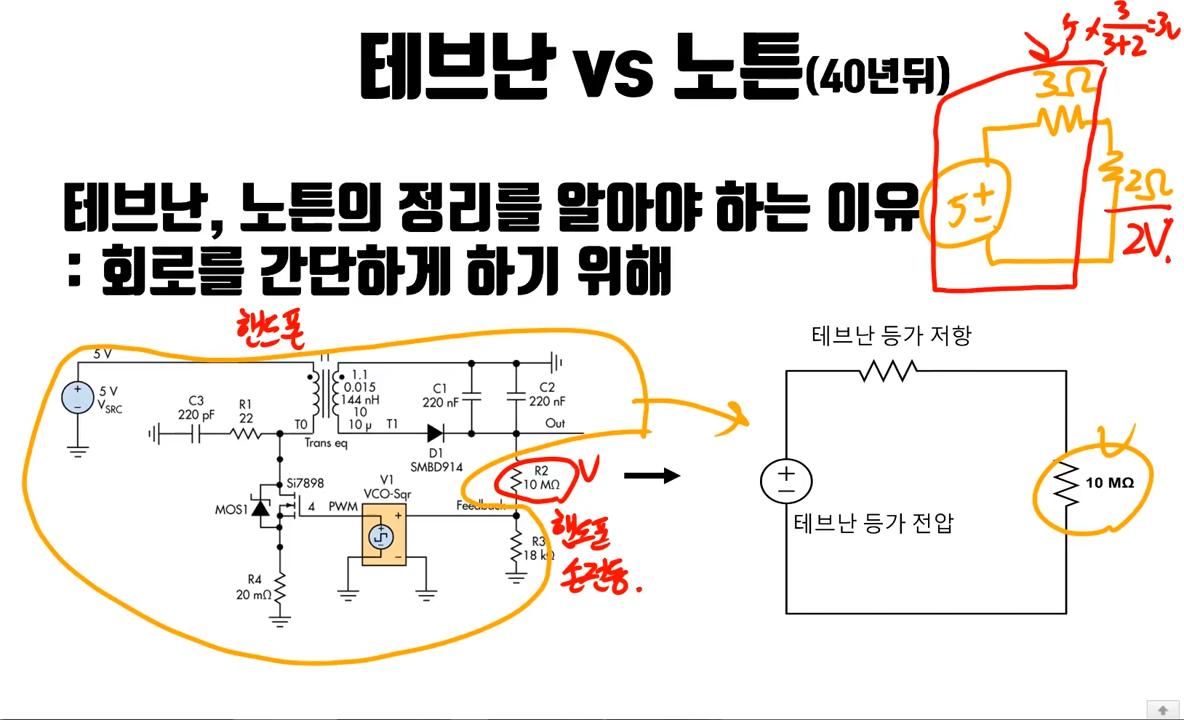 테브난 vs 노튼(40년뒤)
5 × 3/3+2 = 3V
3Ω
5
+
−
2Ω
2V.
테브난, 노튼의 정리를 알아야 하는 이유
: 회로를 간단하게 하기 위해
핸드폰
5 V
5 V
VSRC
C3
220 pF
R1
22
T0
1.1
0.015
144 nH
10
10 µ
Trans eq
T1
D1
SMBD914
C1
220 nF
C2
220 nF
Out
R2
10 MΩ
V
Si7898
MOS1
4
PWM
V1
VCO-Sqr
+
−
Feedback
R3
18 kΩ
R4
20 mΩ
핸드폰
손전등.
테브난 등가 저항
테브난 등가 전압
+
−
10 MΩ